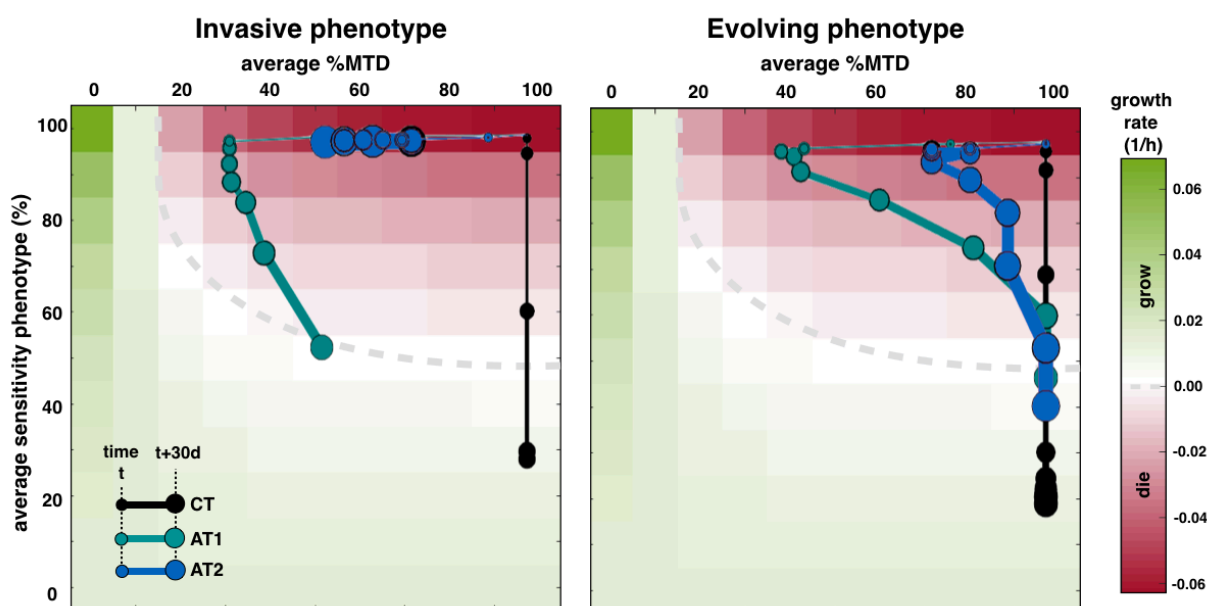 Invasive phenotype
average %MTD
0 20 40 60 80 100
Evolving phenotype
average %MTD
0 20 40 60 80 100
average sensitivity phenotype (%)
100
80
60
40
20
0
time
t
t+30d
CT
AT1
AT2
growth
rate
(1/h)
0.06
0.04
0.02
0.00
-0.02
-0.04
-0.06
grow
die